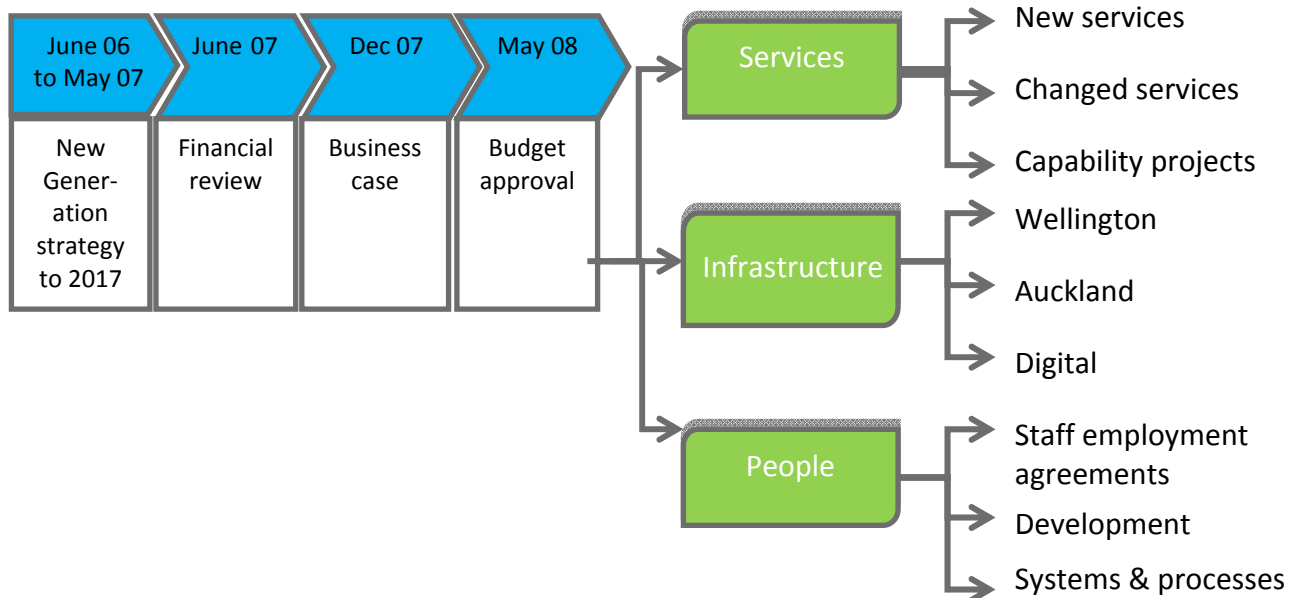 June 06
to May 07
June 07
Dec 07
May 08
New
Gener-
ation
strategy
to 2017
Financial
review
Business
case
Budget
approval
Services
New services
Changed services
Capability projects
Infrastructure
Wellington
Auckland
Digital
People
Staff employment
agreements
Development
Systems & processes